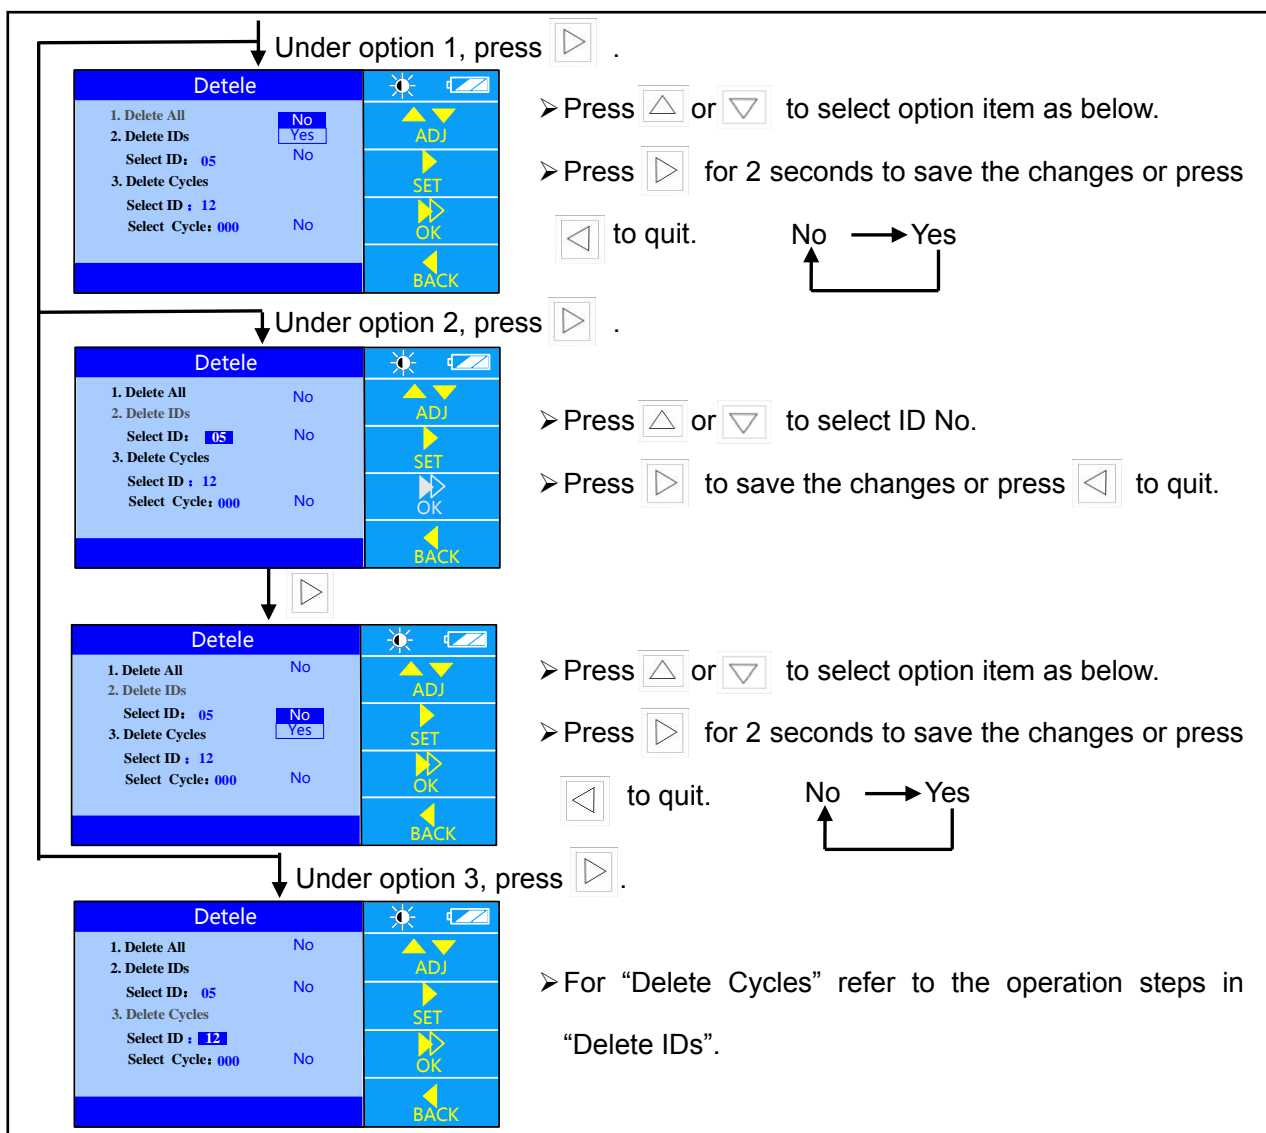 Under option 1, press .
Detele
1. Delete All
No
2. Delete IDs
Yes
Select ID： 05
No
3. Delete Cycles
Select ID： 12
Select Cycle：000
No
ADJ
SET
OK
BACK
➢Press or to select option item as below.
➢Press for 2 seconds to save the changes or press
to quit.
No Yes
Under option 2, press .
Detele
1. Delete All
No
2. Delete IDs
Select ID： 05
No
3. Delete Cycles
Select ID： 12
Select Cycle：000
No
ADJ
SET
OK
BACK
➢Press or to select ID No.
➢Press to save the changes or press to quit.
Detele
1. Delete All
No
2. Delete IDs
Select ID： 05
No
3. Delete Cycles
Yes
Select ID： 12
Select Cycle：000
No
ADJ
SET
OK
BACK
➢Press or to select option item as below.
➢Press for 2 seconds to save the changes or press
to quit.
No Yes
Under option 3, press .
Detele
1. Delete All
No
2. Delete IDs
Select ID： 05
No
3. Delete Cycles
Select ID： 12
Select Cycle：000
No
ADJ
SET
OK
BACK
➢For “Delete Cycles” refer to the operation steps in
“Delete IDs”.